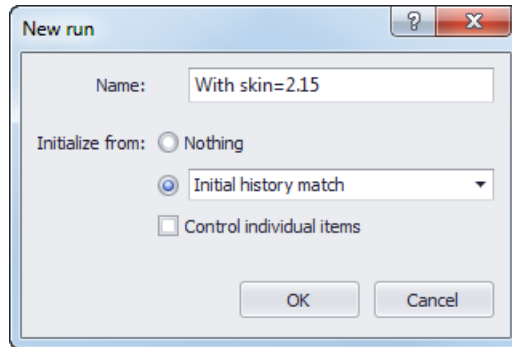 New run
Name: With skin=2.15
Initialize from: Nothing
Initial history match
Control individual items
OK Cancel